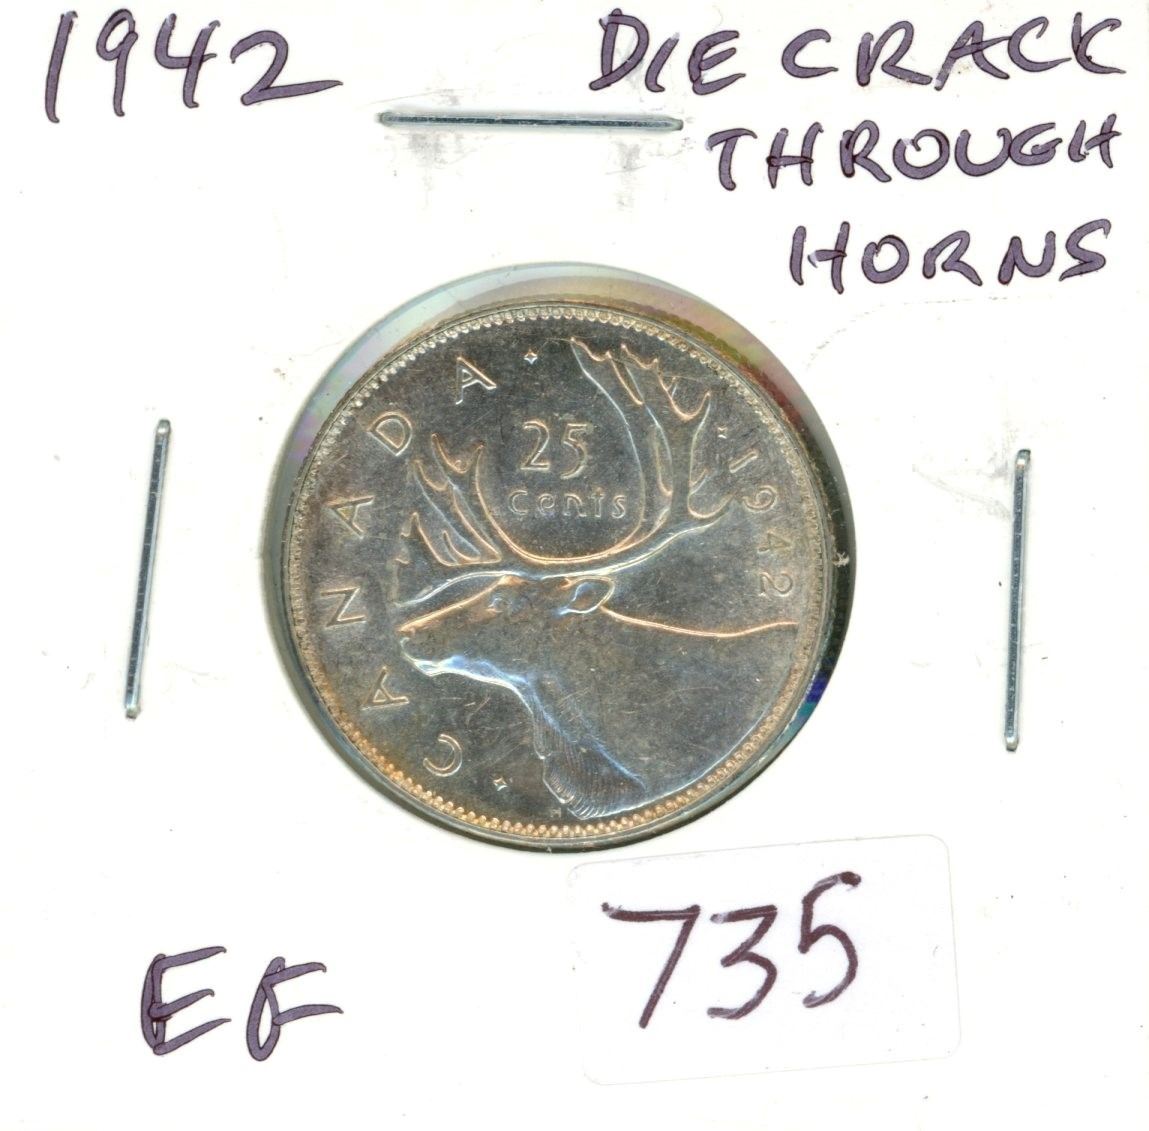 1942
DIE CRACK
THROUGH
HORNS
CANADA
25
cents
1942
H
EF
735